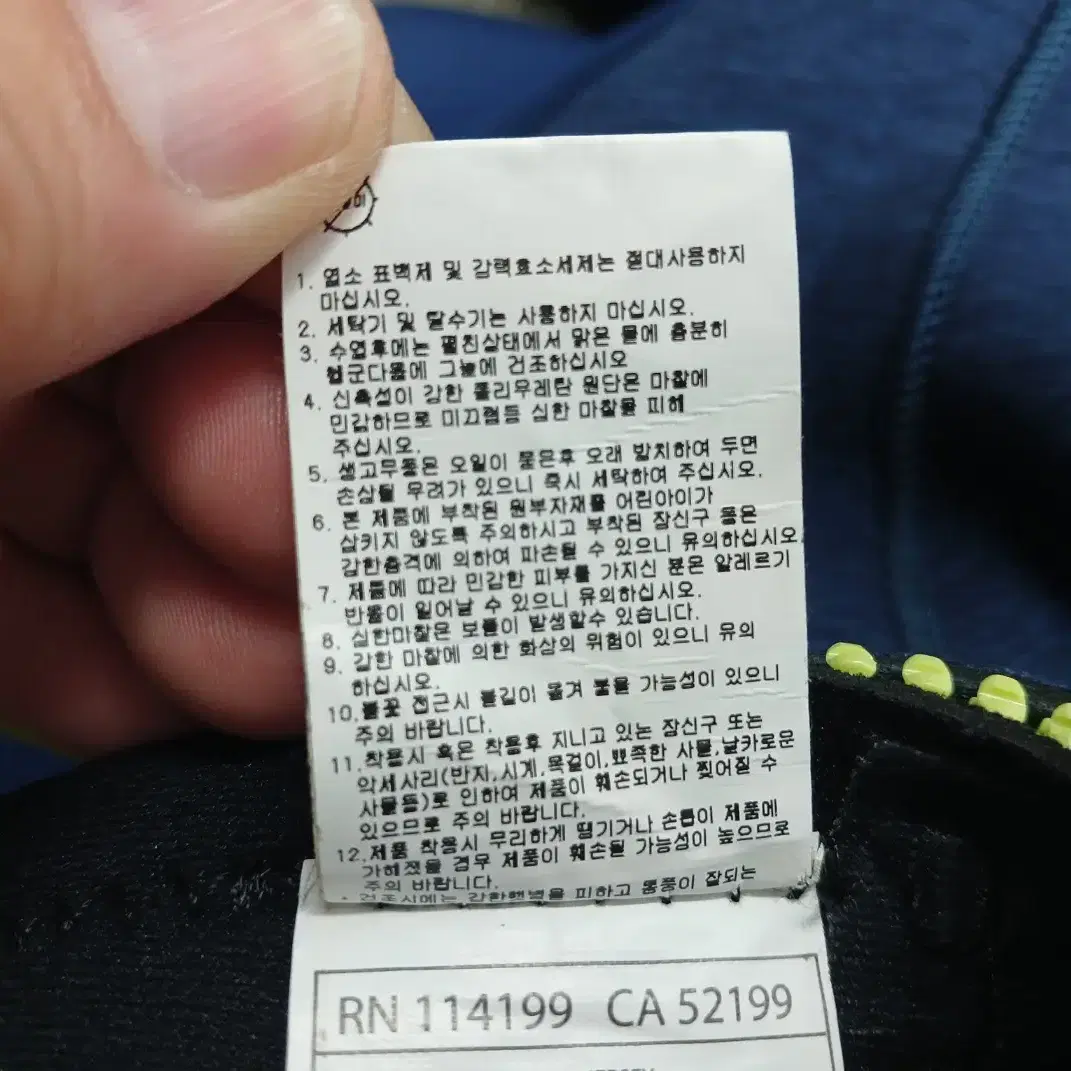 1. 염소 표백제 및 강력효소세제는 절대사용하지
마십시오.
2. 세탁기 및 탈수기는 사용하지 마십시오.
3. 수영후에는 펼친상태에서 맑은 물에 충분히
헹군다음에 그늘에 건조하십시오
4. 신축성이 강한 폴리우레탄 원단은 마찰에
민감하므로 미끄럼등 심한 마찰을 피해
주십시오.
5. 생고무등은 오일이 묻은후 오래 방치하여 두면
손상될 우려가 있으니 즉시 세탁하여 주십시오.
6. 본 제품에 부착된 원부자재를 어린아이가
삼키지 않도록 주의하시고 부착된 장신구 등은
강한충격에 의하여 파손될 수 있으니 유의하십시오
7. 제품에 따라 민감한 피부를 가지신 분은 알레르기
반응이 일어날 수 있으니 유의하십시오.
8. 심한마찰은 보풀이 발생할수 있습니다.
9. 강한 마찰에 의한 화상의 위험이 있으니 유의
하십시오.
10.불꽃 접근시 불길이 옮겨 붙을 가능성이 있으니
주의 바랍니다.
11.착용시 혹은 착용후 지니고 있는 장신구 또는
악세사리(반지,시계,목걸이,뾰족한 사물,날카로운
사물등)로 인하여 제품이 훼손되거나 찢어질 수
있으므로 주의 바랍니다.
12.제품 착용시 무리하게 땡기거나 손톱이 제품에
가해졌을 경우 제품이 훼손될 가능성이 높으므로
주의 바랍니다.
건조시에는 강한햇볕을 피하고 통풍이 잘되는
RN 114199 CA 52199